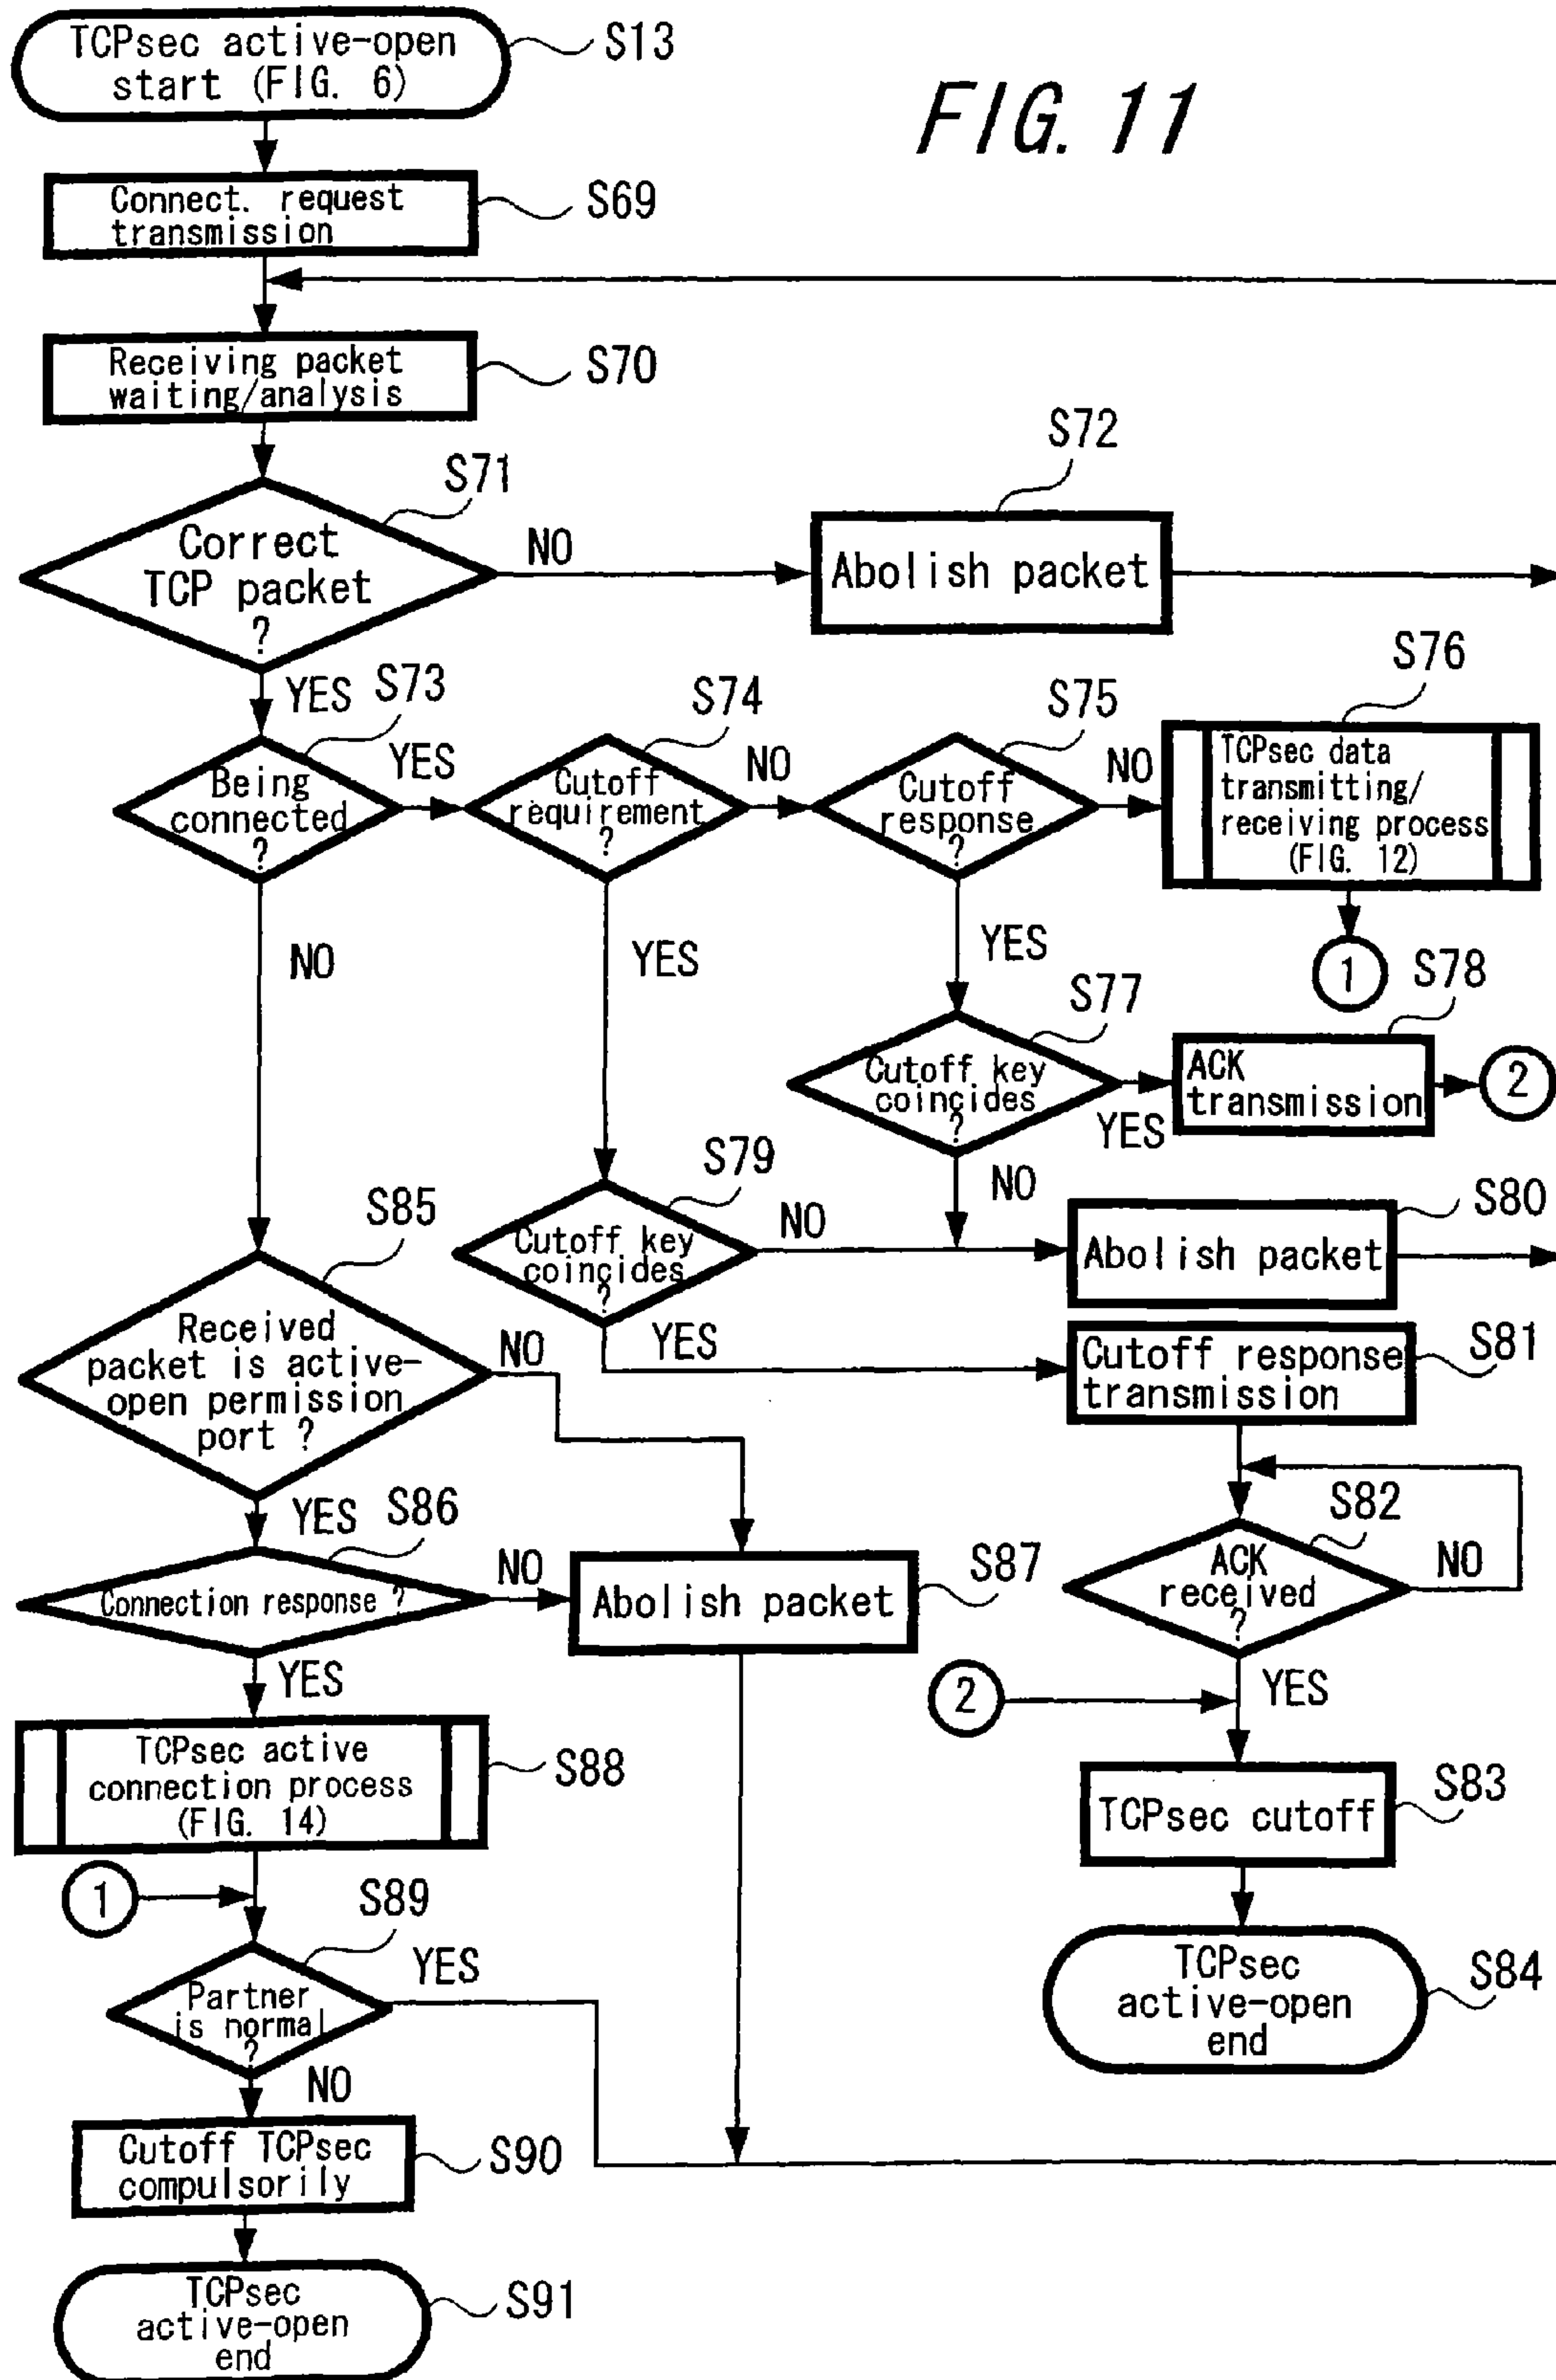 TCPsec active-open
start (FIG. 6)
S13
FIG. 11
Connect. request
transmission
S69
Receiving packet
waiting/analysis
S70
S71
Correct
TCP packet
?
NO
S72
Abolish packet
YES
S73
Being
connected
?
YES
S74
Cutoff
requirement
?
NO
S75
Cutoff
response
?
NO
S76
TCPsec data
transmitting/
receiving process
(FIG. 12)
1
NO
YES
YES
S77
Cutoff key
coincides
?
YES
S78
ACK
transmission
2
NO
S79
Cutoff key
coincides
?
NO
S80
Abolish packet
YES
S81
Cutoff response
transmission
S85
Received
packet is active-
open permission
port ?
NO
YES
S86
Connection response ?
NO
Abolish packet
S87
S82
ACK
received
?
NO
YES
2
YES
TCPsec active
connection process
(FIG. 14)
S88
TCPsec cutoff
S83
1
S89
Partner
is normal
?
YES
TCPsec
active-open
end
S84
NO
Cutoff TCPsec
compulsorily
S90
TCPsec
active-open
end
S91